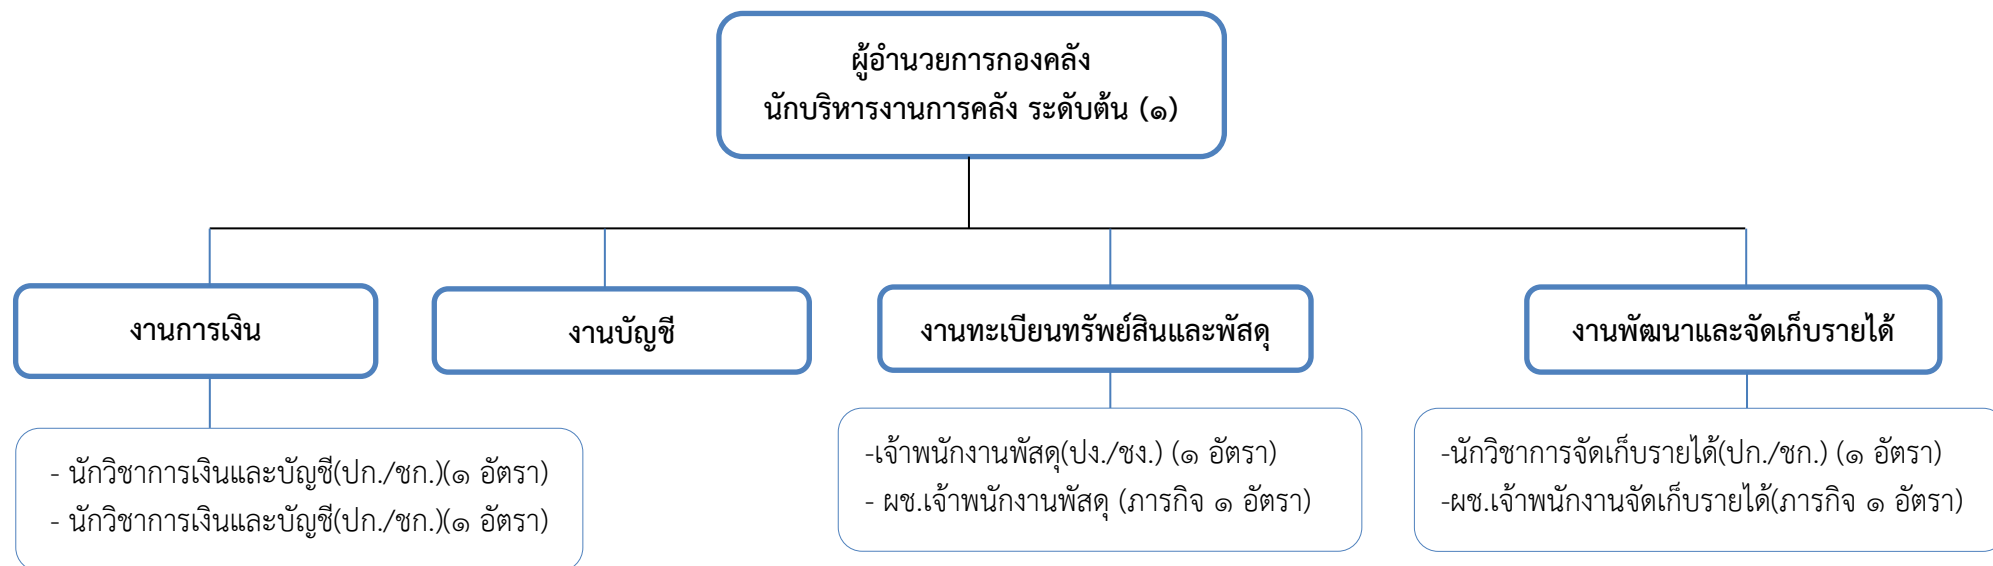 ผู้อำนวยการกองคลัง
นักบริหารงานการคลัง ระดับต้น (๑)
งานการเงิน
งานบัญชี
งานทะเบียนทรัพย์สินและพัสดุ
งานพัฒนาและจัดเก็บรายได้
- นักวิชาการเงินและบัญชี(ปก./ชก.)(๑ อัตรา)
- นักวิชาการเงินและบัญชี(ปก./ชก.)(๑ อัตรา)
-เจ้าพนักงานพัสดุ(ปง./ชง.) (๑ อัตรา)
- ผช.เจ้าพนักงานพัสดุ (ภารกิจ ๑ อัตรา)
-นักวิชาการจัดเก็บรายได้(ปก./ชก.) (๑ อัตรา)
-ผช.เจ้าพนักงานจัดเก็บรายได้(ภารกิจ ๑ อัตรา)